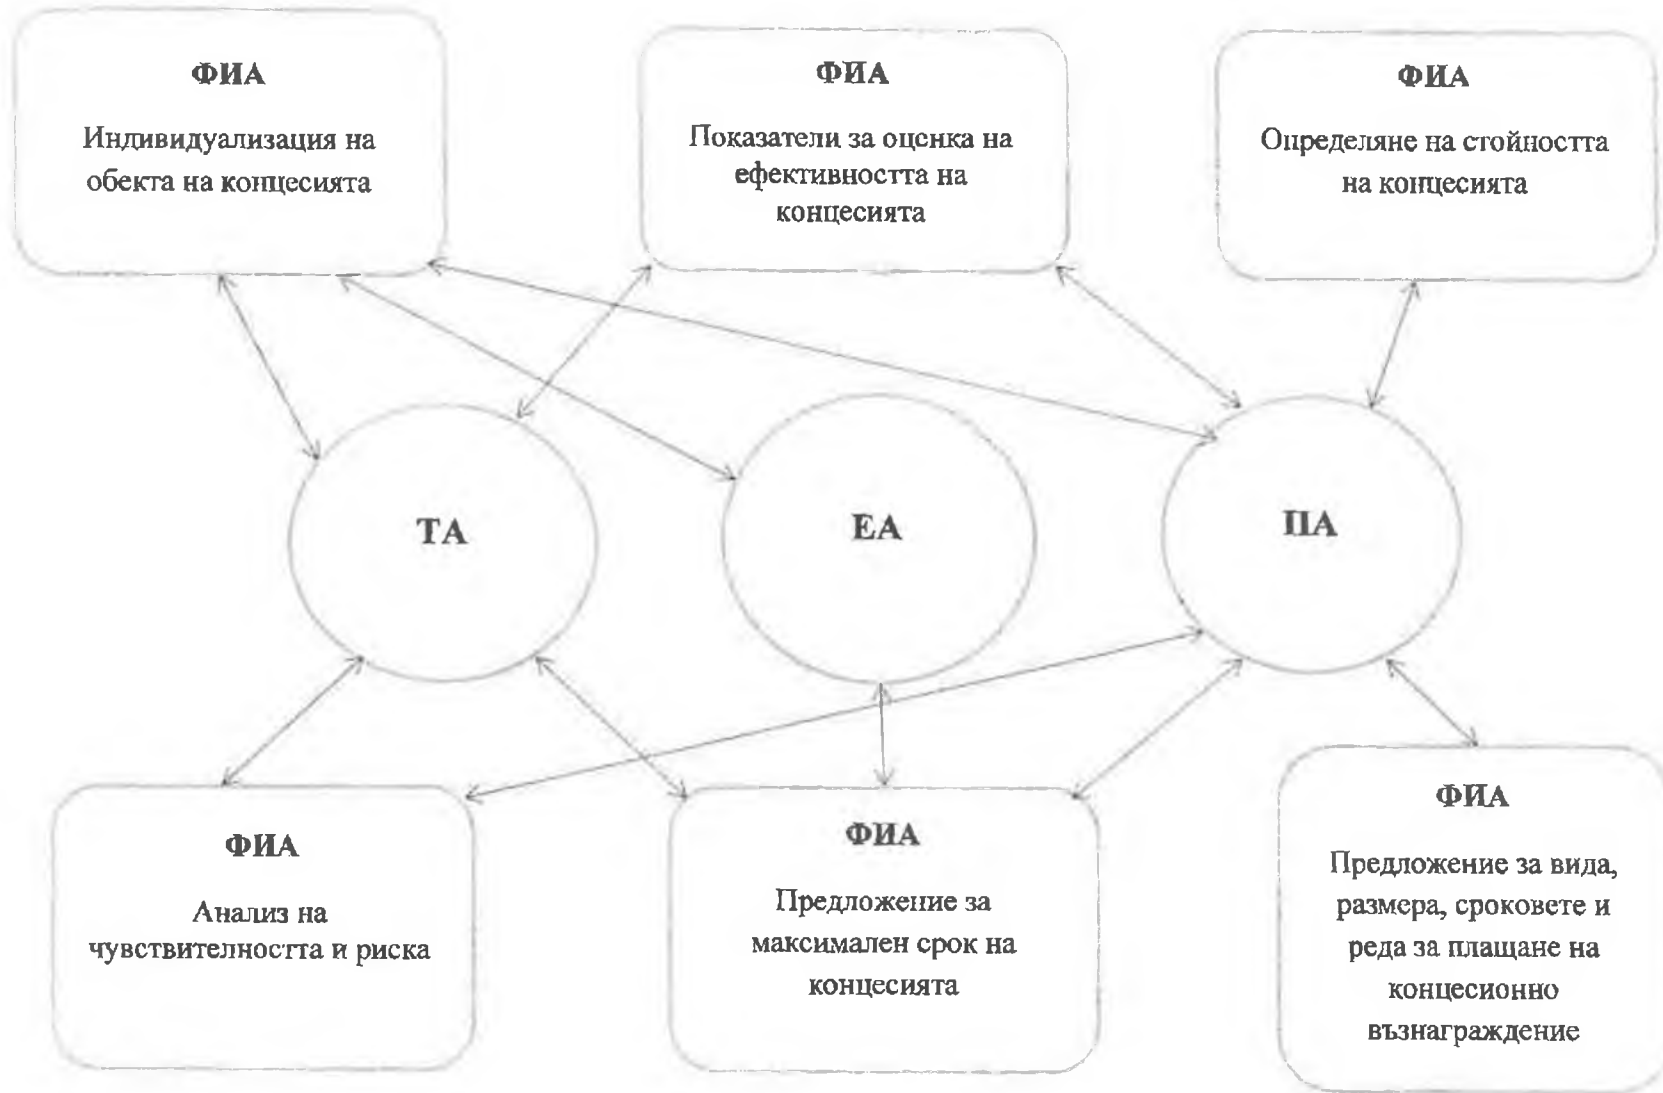 ФИА
Индивидуализация на
обекта на концесията
ФИА
Показатели за оценка на
ефективността на
концесията
ФИА
Определяне на стойността
на концесията
ТА
ЕА
ПА
ФИА
Анализ на
чувствителността и риска
ФИА
Предложение за
максимален срок на
концесията
ФИА
Предложение за вида,
размера, сроковете и
реда за плащане на
концесионно
възнаграждение